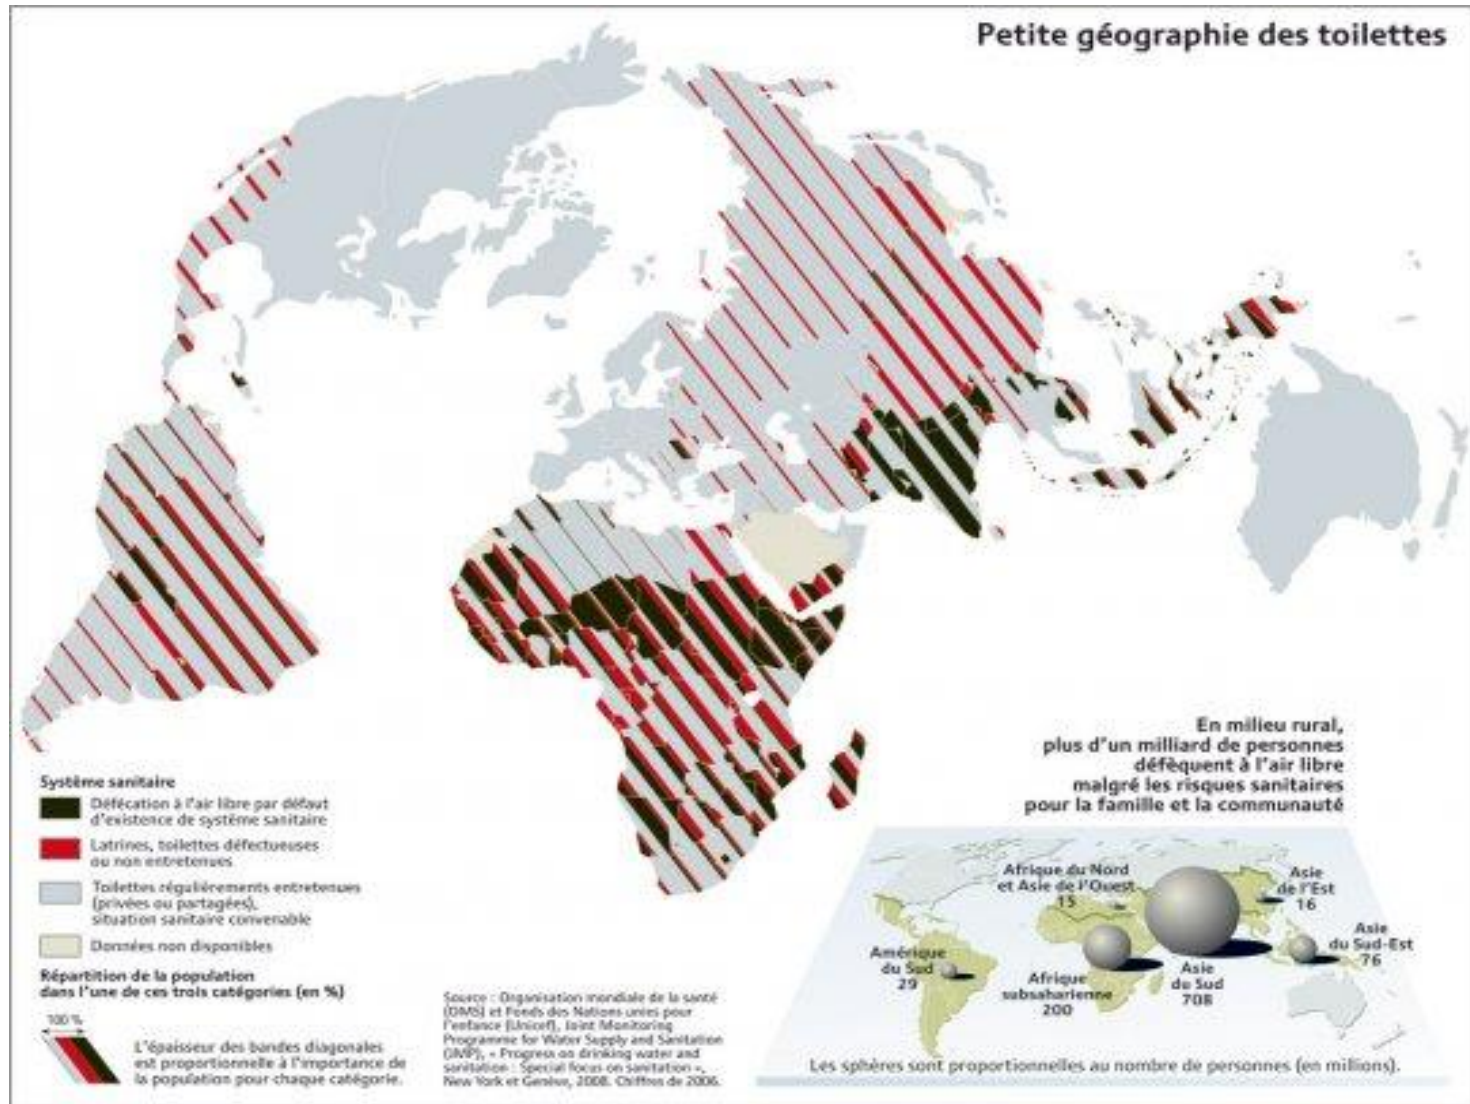 Petite géographie des toilettes
En milieu rural,
plus d'un milliard de personnes
défèquent à l'air libre
malgré les risques sanitaires
pour la famille et la communauté
Système sanitaire
Défécation à l'air libre par défaut
d'existence de système sanitaire
Latrines, toilettes défectueuses
ou non entretenues
Toilettes régulièrements entretenues
(privées ou partagées),
situation sanitaire convenable
Données non disponibles
Répartition de la population
dans l'une de ces trois catégories (en %)
100 %
L'épaisseur des bandes diagonales
est proportionnelle à l'importance de
la population pour chaque catégorie.
Source : Organisation mondiale de la santé
(OMS) et Fonds des Nations unies pour
l'enfance (Unicef), Joint Monitoring
Programme for Water Supply and Sanitation
(JMP), « Progress on drinking water and
sanitation : Special focus on sanitation »,
New York et Genève, 2008. Chiffres de 2006.
Afrique du Nord
et Asie de l'Ouest
15
Asie
de l'Est
16
Amérique
du Sud
29
Afrique
subsaharienne
200
Asie
du Sud
708
Asie
du Sud-Est
76
Les sphères sont proportionnelles au nombre de personnes (en millions).